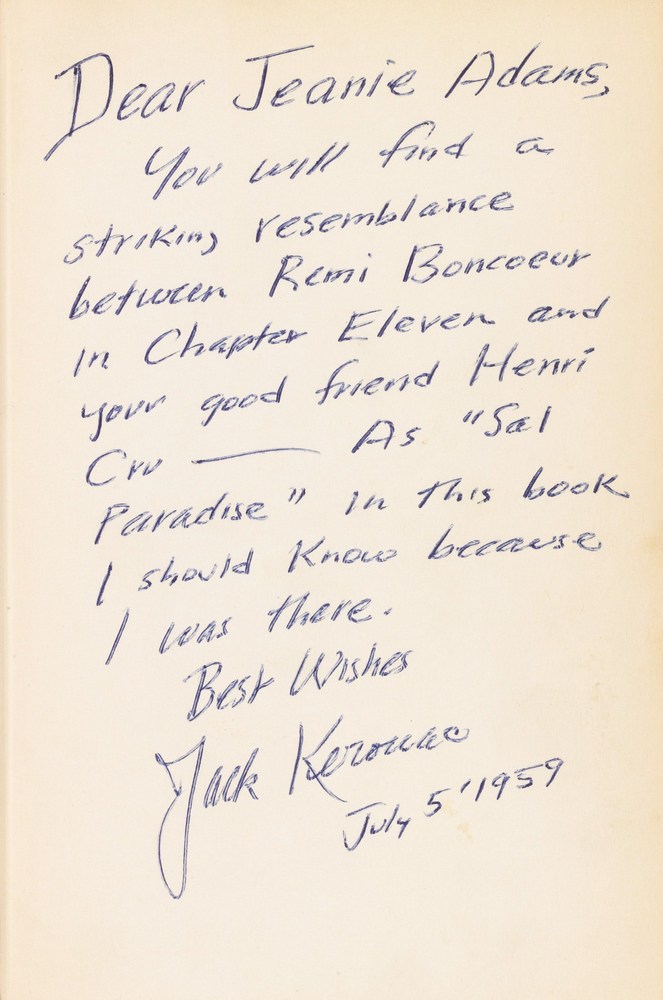 Dear Jeanie Adams,
You will find a
striking resemblance
between Remi Boncoeur
in Chapter Eleven and
your good friend Henri
Cru —— As "Sal
Paradise" in this book
I should know because
I was there.
Best Wishes
Jack Kerouac
July 5 '1959